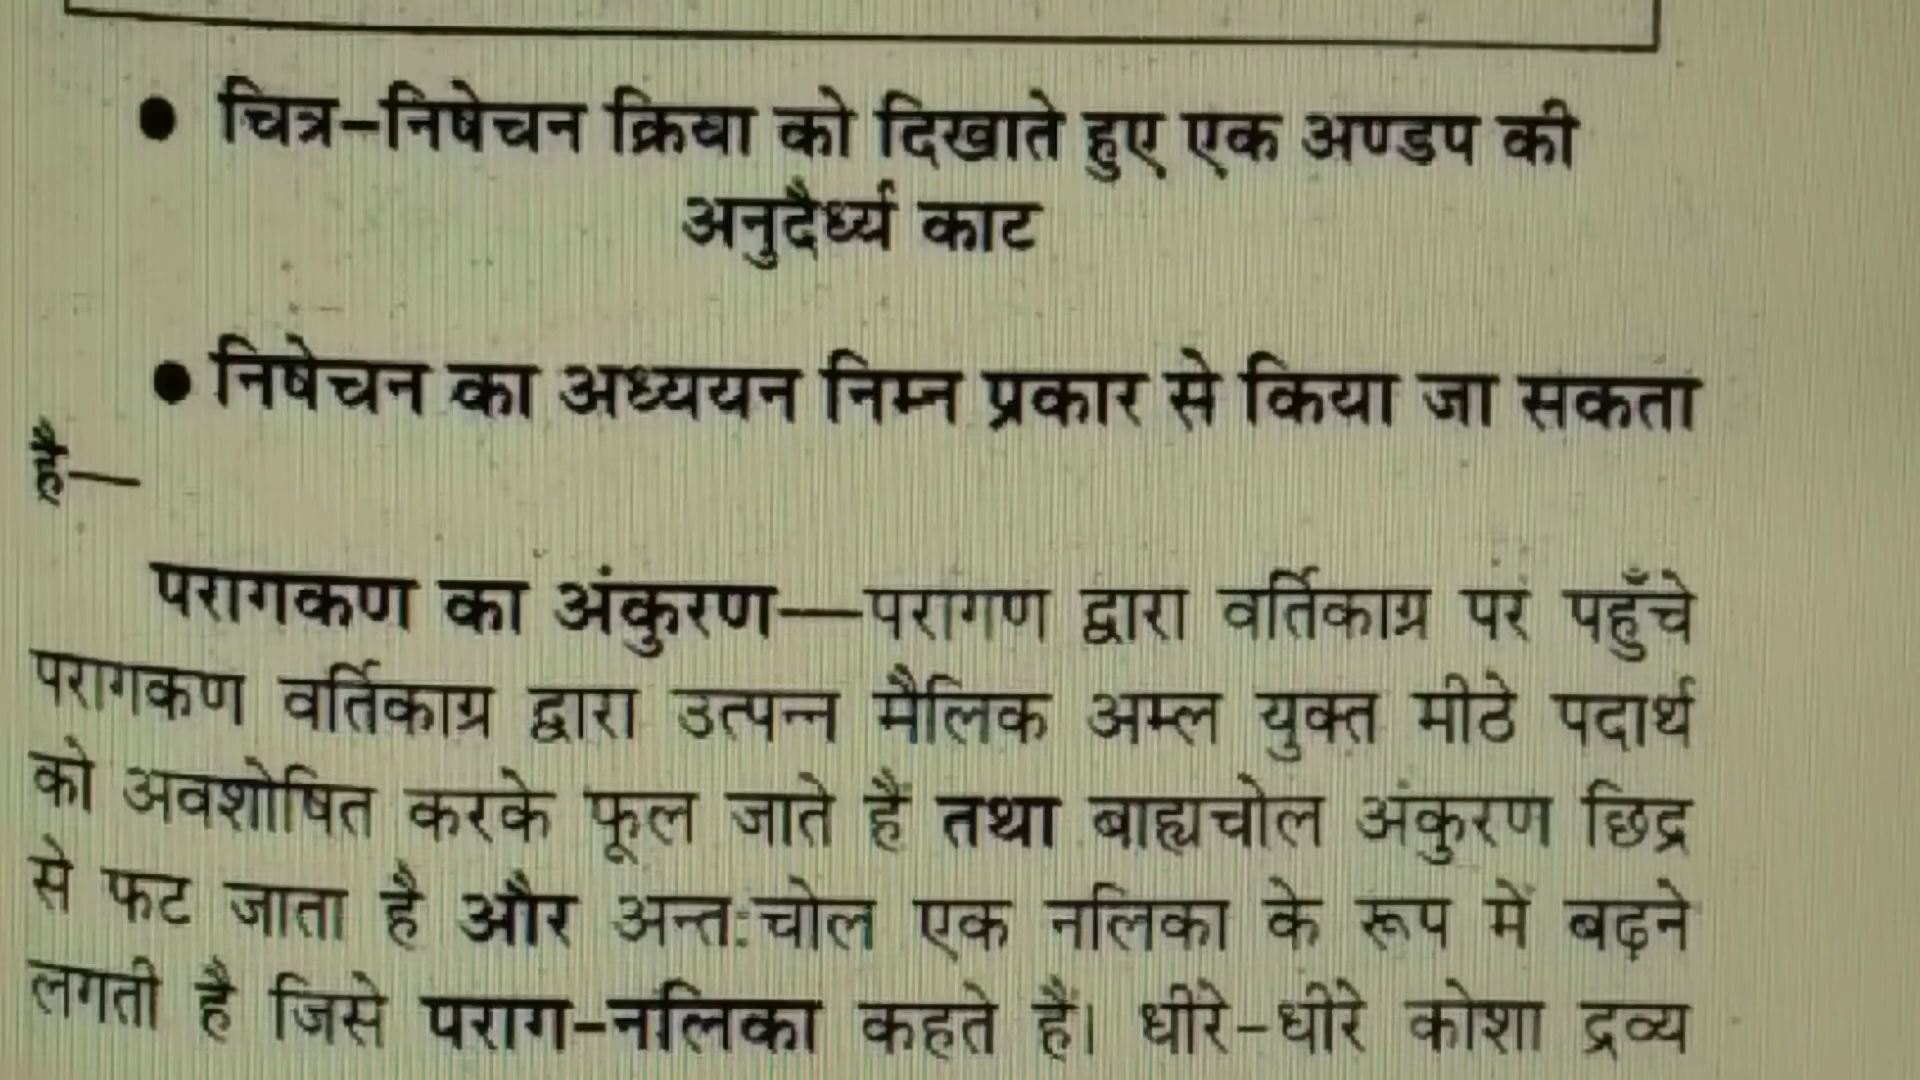 ● चित्र-निषेचन क्रिया को दिखाते हुए एक अण्डप की
अनुदैर्ध्य काट
● निषेचन का अध्ययन निम्न प्रकार से किया जा सकता
है—
परागकण का अंकुरण—परागण द्वारा वर्तिकाग्र पर पहुँचे
परागकण वर्तिकाग्र द्वारा उत्पन्न मैलिक अम्ल युक्त मीठे पदार्थ
को अवशोषित करके फूल जाते हैं तथा बाह्यचोल अंकुरण छिद्र
से फट जाता है और अन्तःचोल एक नलिका के रूप में बढ़ने
लगती है जिसे पराग-नलिका कहते हैं। धीरे-धीरे कोशा द्रव्य